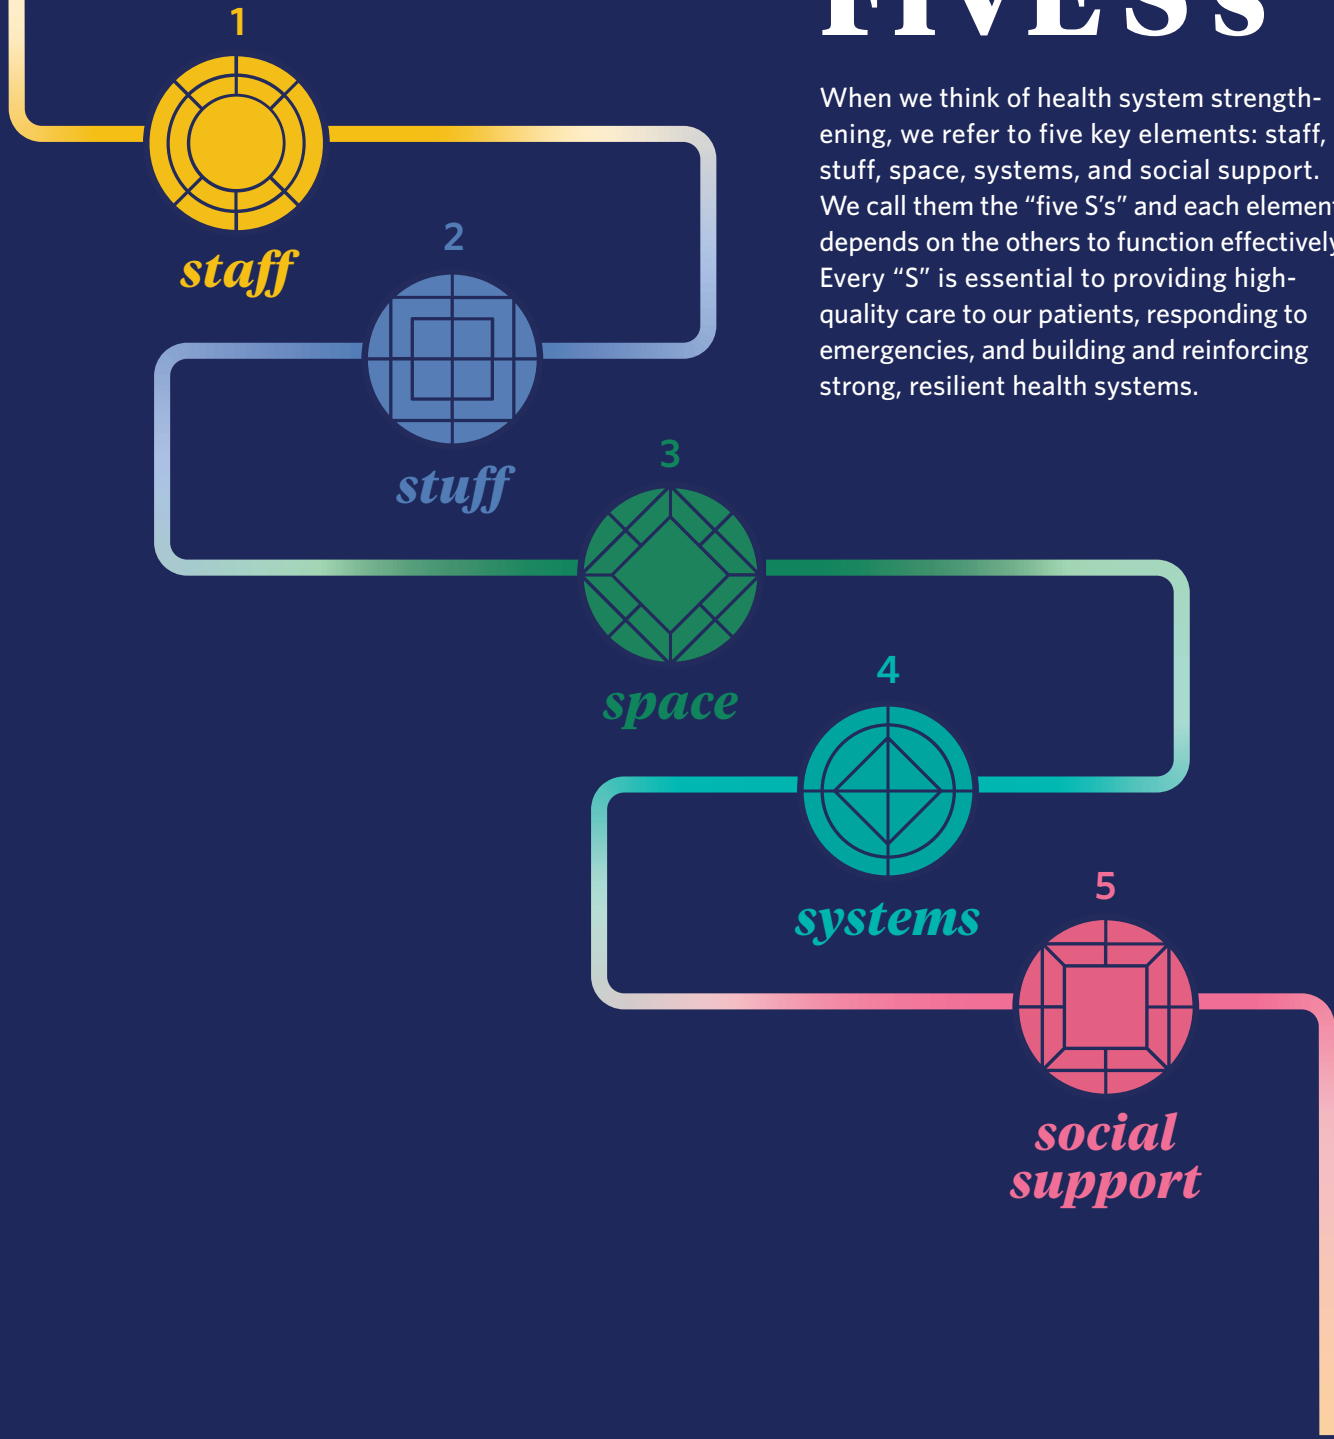 FIVE S's
When we think of health system strength-
ening, we refer to five key elements: staff,
stuff, space, systems, and social support.
We call them the “five S’s” and each element
depends on the others to function effectively
Every “S” is essential to providing high-
quality care to our patients, responding to
emergencies, and building and reinforcing
strong, resilient health systems.
1
staff
2
stuff
3
space
4
systems
5
social
support